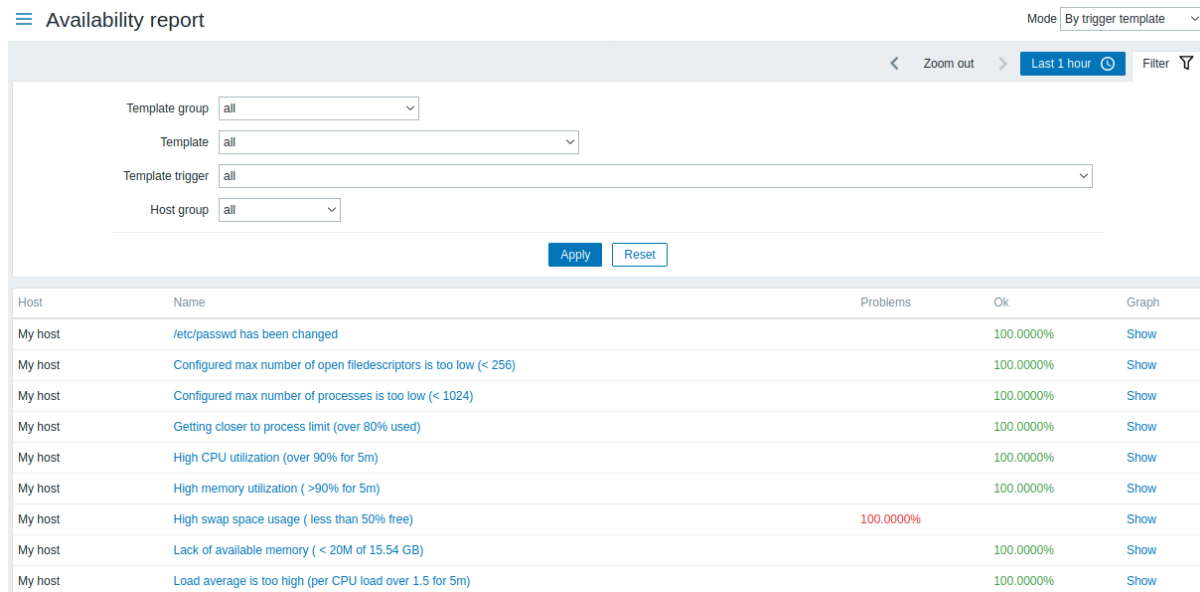 Availability report
Mode By trigger template
Zoom out Last 1 hour Filter
Template group all
Template all
Template trigger all
Host group all
Apply Reset
Host Name Problems Ok Graph
My host /etc/passwd has been changed 100.0000% Show
My host Configured max number of open filedescriptors is too low (< 256) 100.0000% Show
My host Configured max number of processes is too low (< 1024) 100.0000% Show
My host Getting closer to process limit (over 80% used) 100.0000% Show
My host High CPU utilization (over 90% for 5m) 100.0000% Show
My host High memory utilization ( >90% for 5m) 100.0000% Show
My host High swap space usage ( less than 50% free) 100.0000% Show
My host Lack of available memory ( < 20M of 15.54 GB) 100.0000% Show
My host Load average is too high (per CPU load over 1.5 for 5m) 100.0000% Show